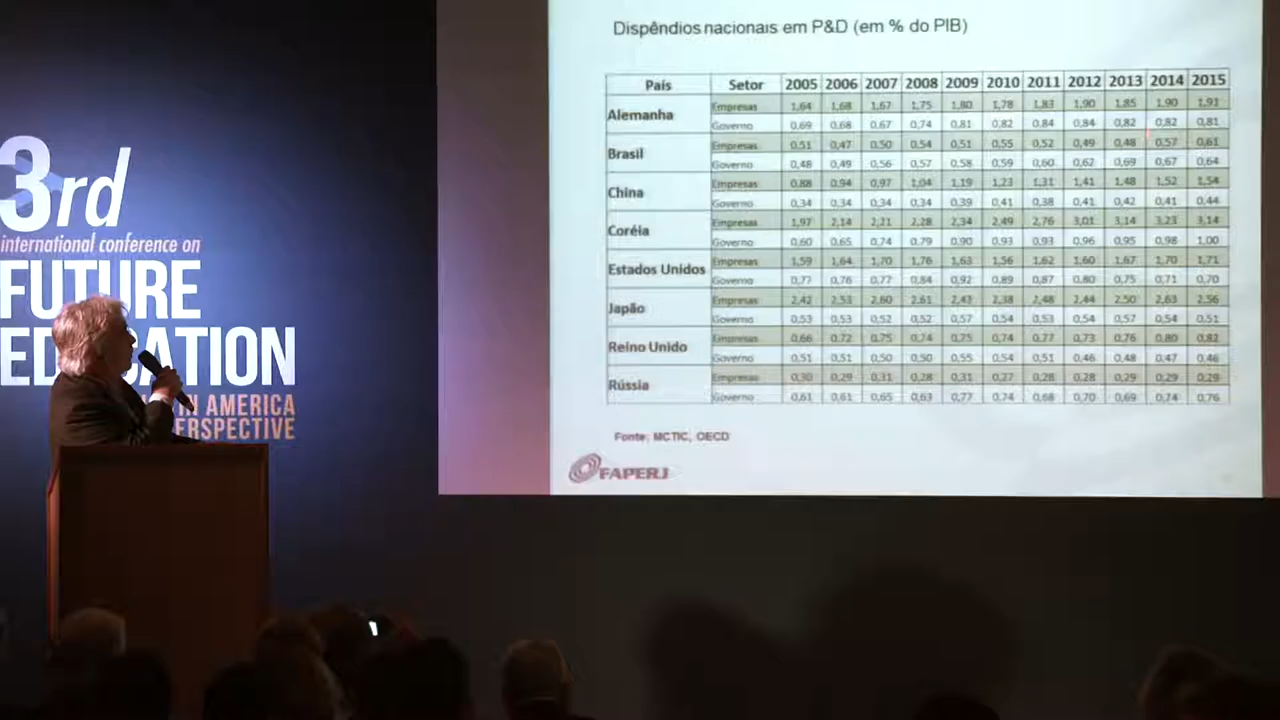 3rd
international conference on
FUTURE
EDUCATION
IN AMERICA
ERSPECTIVE
Dispêndios nacionais em P&D (em % do PIB)
País Setor 2005 2006 2007 2008 2009 2010 2011 2012 2013 2014 2015
Alemanha Empresas 1,64 1,68 1,67 1,75 1,80 1,78 1,83 1,90 1,85 1,90 1,91
Governo 0,69 0,68 0,67 0,74 0,81 0,82 0,84 0,84 0,82 0,82 0,81
Brasil Empresas 0,51 0,47 0,50 0,54 0,51 0,55 0,52 0,49 0,48 0,57 0,61
Governo 0,48 0,49 0,56 0,57 0,58 0,59 0,60 0,62 0,69 0,67 0,64
China Empresas 0,88 0,94 0,97 1,04 1,19 1,23 1,31 1,41 1,48 1,52 1,54
Governo 0,34 0,34 0,34 0,34 0,39 0,41 0,38 0,41 0,42 0,41 0,44
Coréia Empresas 1,97 2,14 2,21 2,28 2,34 2,49 2,76 3,01 3,14 3,23 3,14
Governo 0,60 0,65 0,74 0,79 0,90 0,93 0,93 0,96 0,95 0,98 1,00
Estados Unidos Empresas 1,59 1,64 1,70 1,76 1,63 1,56 1,62 1,60 1,67 1,70 1,71
Governo 0,77 0,76 0,77 0,84 0,92 0,89 0,87 0,80 0,75 0,71 0,70
Japão Empresas 2,42 2,53 2,60 2,61 2,43 2,38 2,48 2,44 2,50 2,63 2,56
Governo 0,53 0,53 0,52 0,52 0,57 0,54 0,53 0,54 0,57 0,54 0,51
Reino Unido Empresas 0,66 0,72 0,75 0,74 0,75 0,74 0,77 0,73 0,76 0,80 0,82
Governo 0,51 0,51 0,50 0,50 0,55 0,54 0,51 0,46 0,48 0,47 0,46
Rússia Empresas 0,30 0,29 0,31 0,28 0,31 0,27 0,28 0,28 0,29 0,29 0,29
Governo 0,61 0,61 0,65 0,63 0,77 0,74 0,68 0,70 0,69 0,74 0,76
Fonte: MCTIC, OECD
FAPERJ